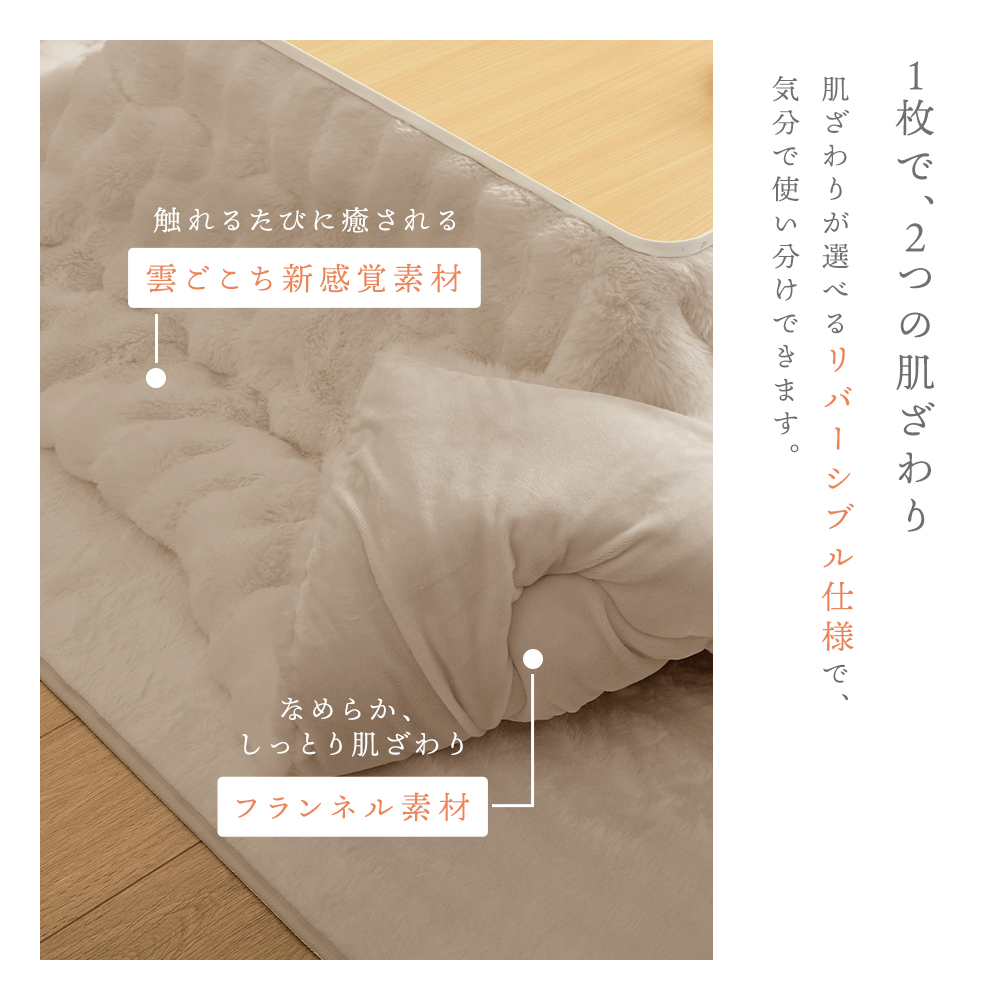 1枚で、2つの肌ざわり
肌ざわりが選べるリバーシブル仕様で、
気分で使い分けできます。
触れるたびに癒される
雲ごこち新感覚素材
なめらか、
しっとり肌ざわり
フランネル素材